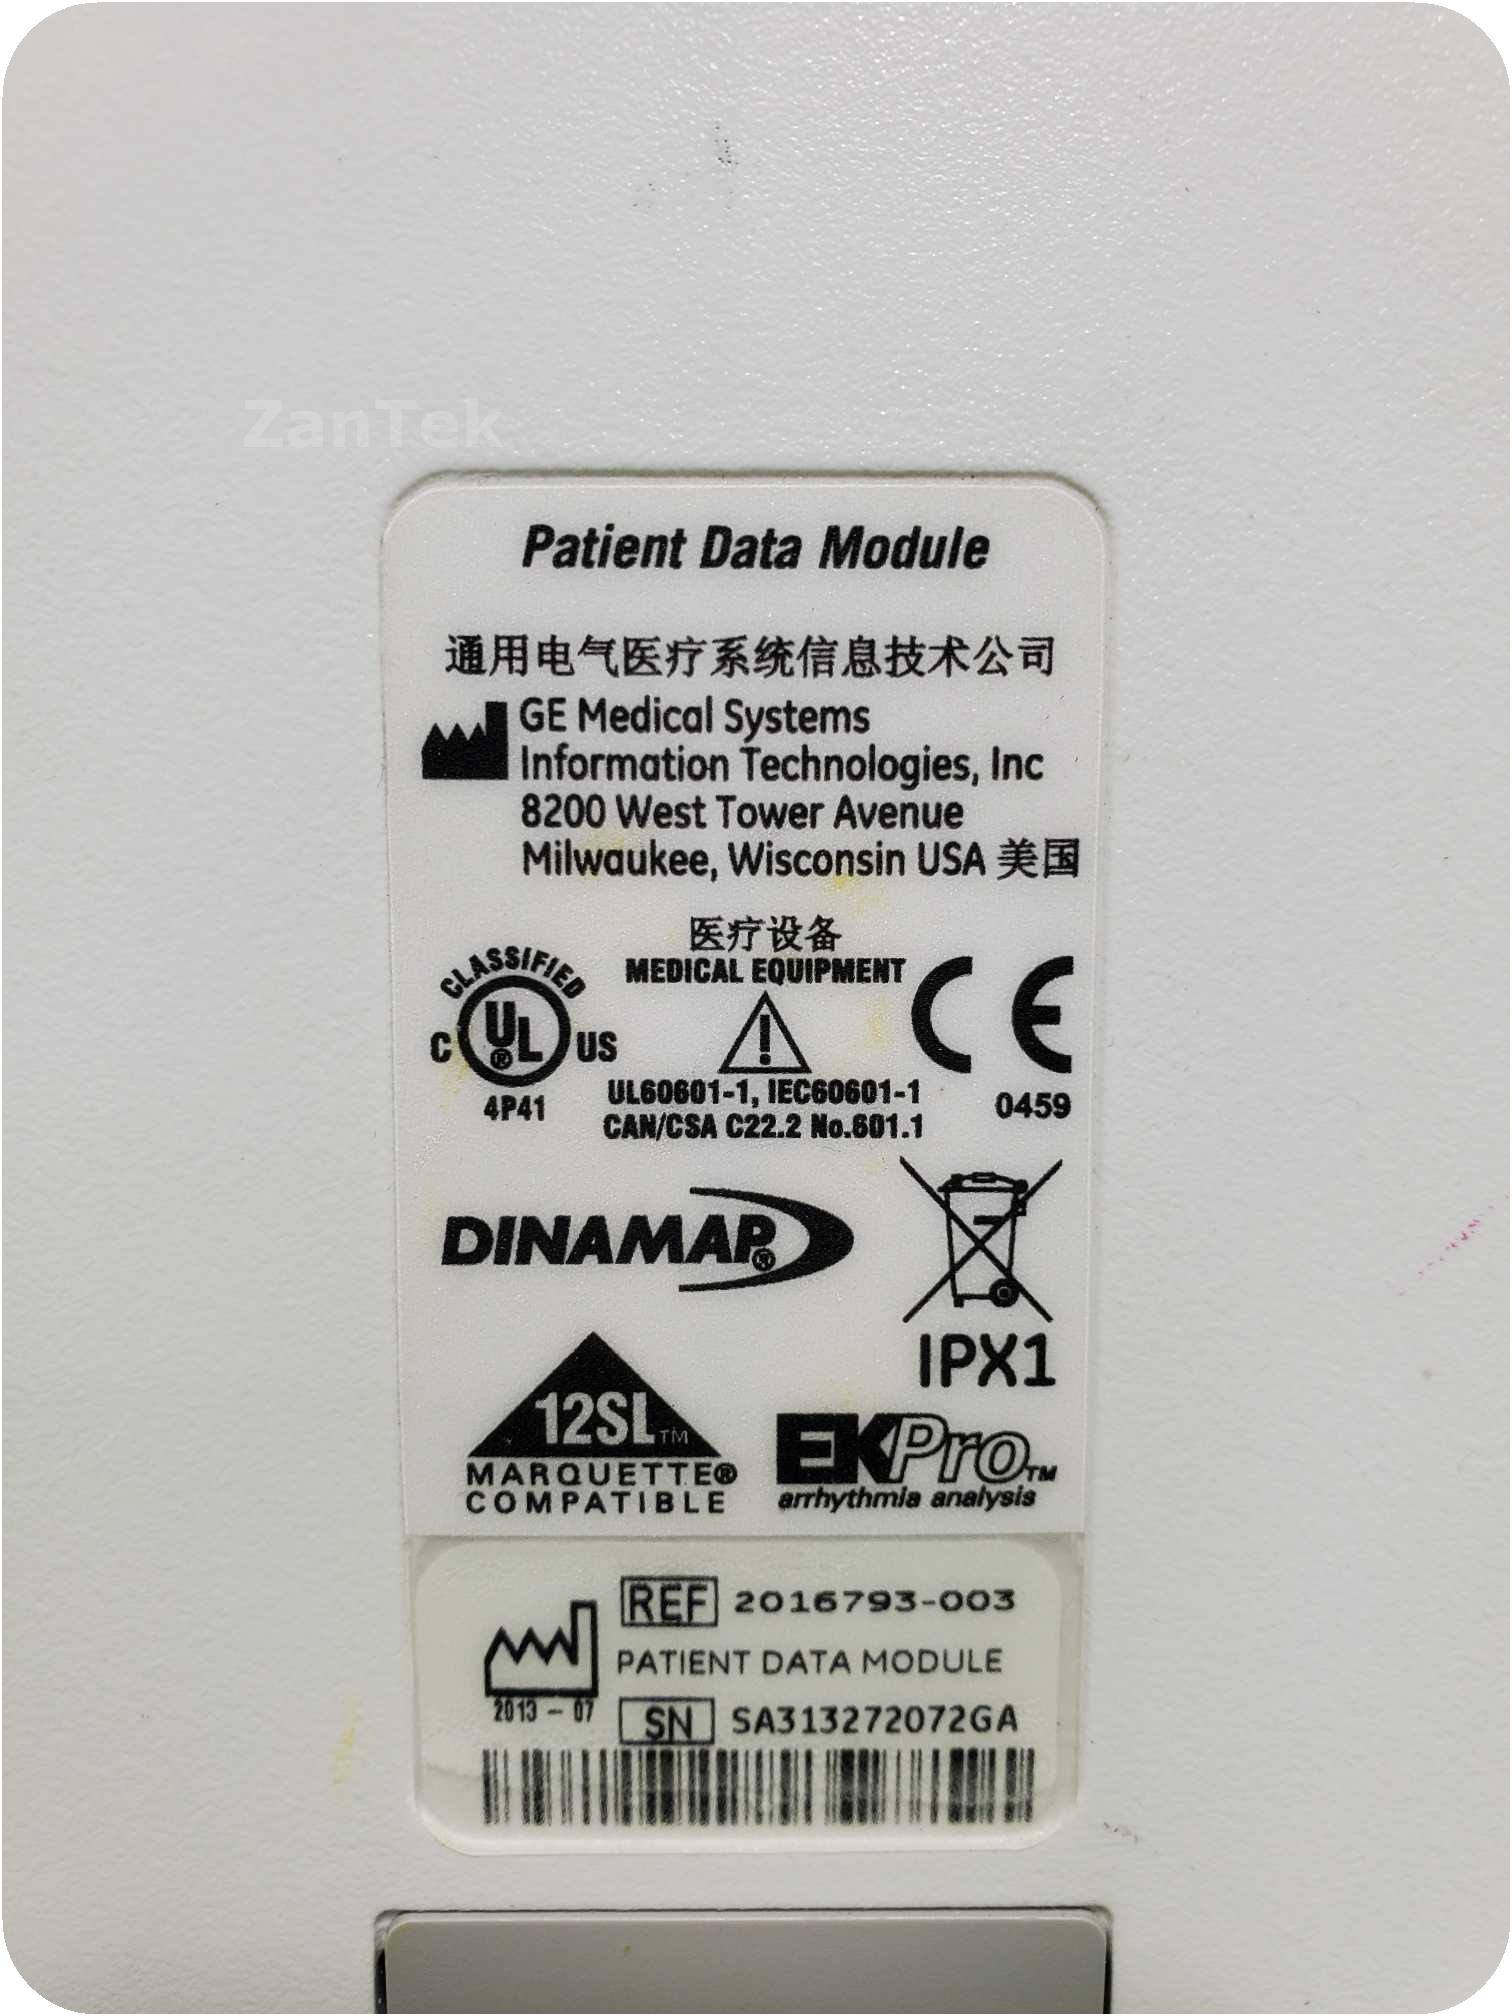 ZanTek
Patient Data Module
通用电气医疗系统信息技术公司
GE Medical Systems
Information Technologies, Inc
8200 West Tower Avenue
Milwaukee, Wisconsin USA 美国
医疗设备
MEDICAL EQUIPMENT
CLASSIFIED
C UL® US
4P41
UL60601-1, IEC60601-1
CAN/CSA C22.2 No.601.1
CE
0459
DINAMAP®
IPX1
12SL™
MARQUETTE®
COMPATIBLE
EKPro™
arrhythmia analysis
REF 2016793-003
PATIENT DATA MODULE
2013-07
SN SA313272072GA